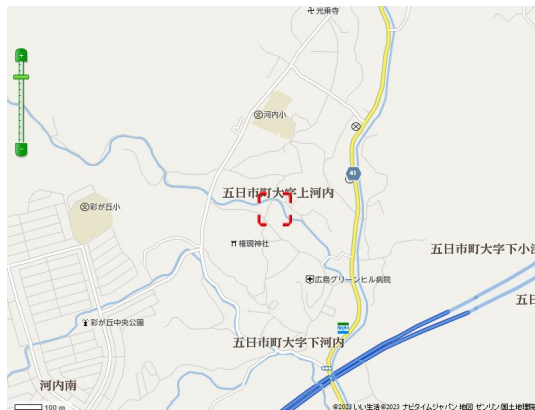 光乗寺
河内小
41
五日市町大字上河内
彩が丘小
権現神社
五日市町大字下小
広島グリーンヒル病院
五日
彩が丘中央公園
五日市町大字下河内
河内南
100 m
©2023 いい生活 ©2023 ナビタイムジャパン 地図 ゼンリン/国土地理院